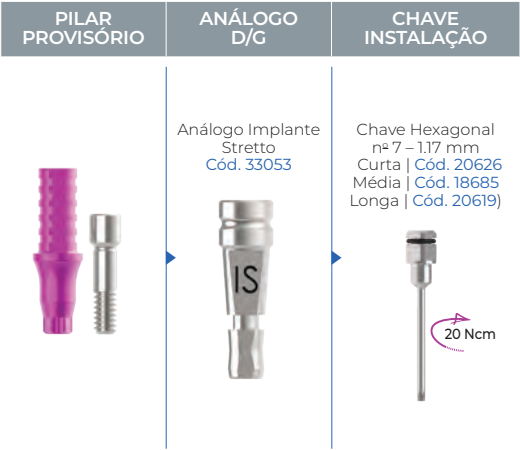 PILAR
PROVISÓRIO
ANÁLOGO
D/G
CHAVE
INSTALAÇÃO
Análogo Implante
Stretto
Cód. 33053
IS
Chave Hexagonal
nº 7 – 1.17 mm
Curta | Cód. 20626
Média | Cód. 18685
Longa | Cód. 20619)
20 Ncm